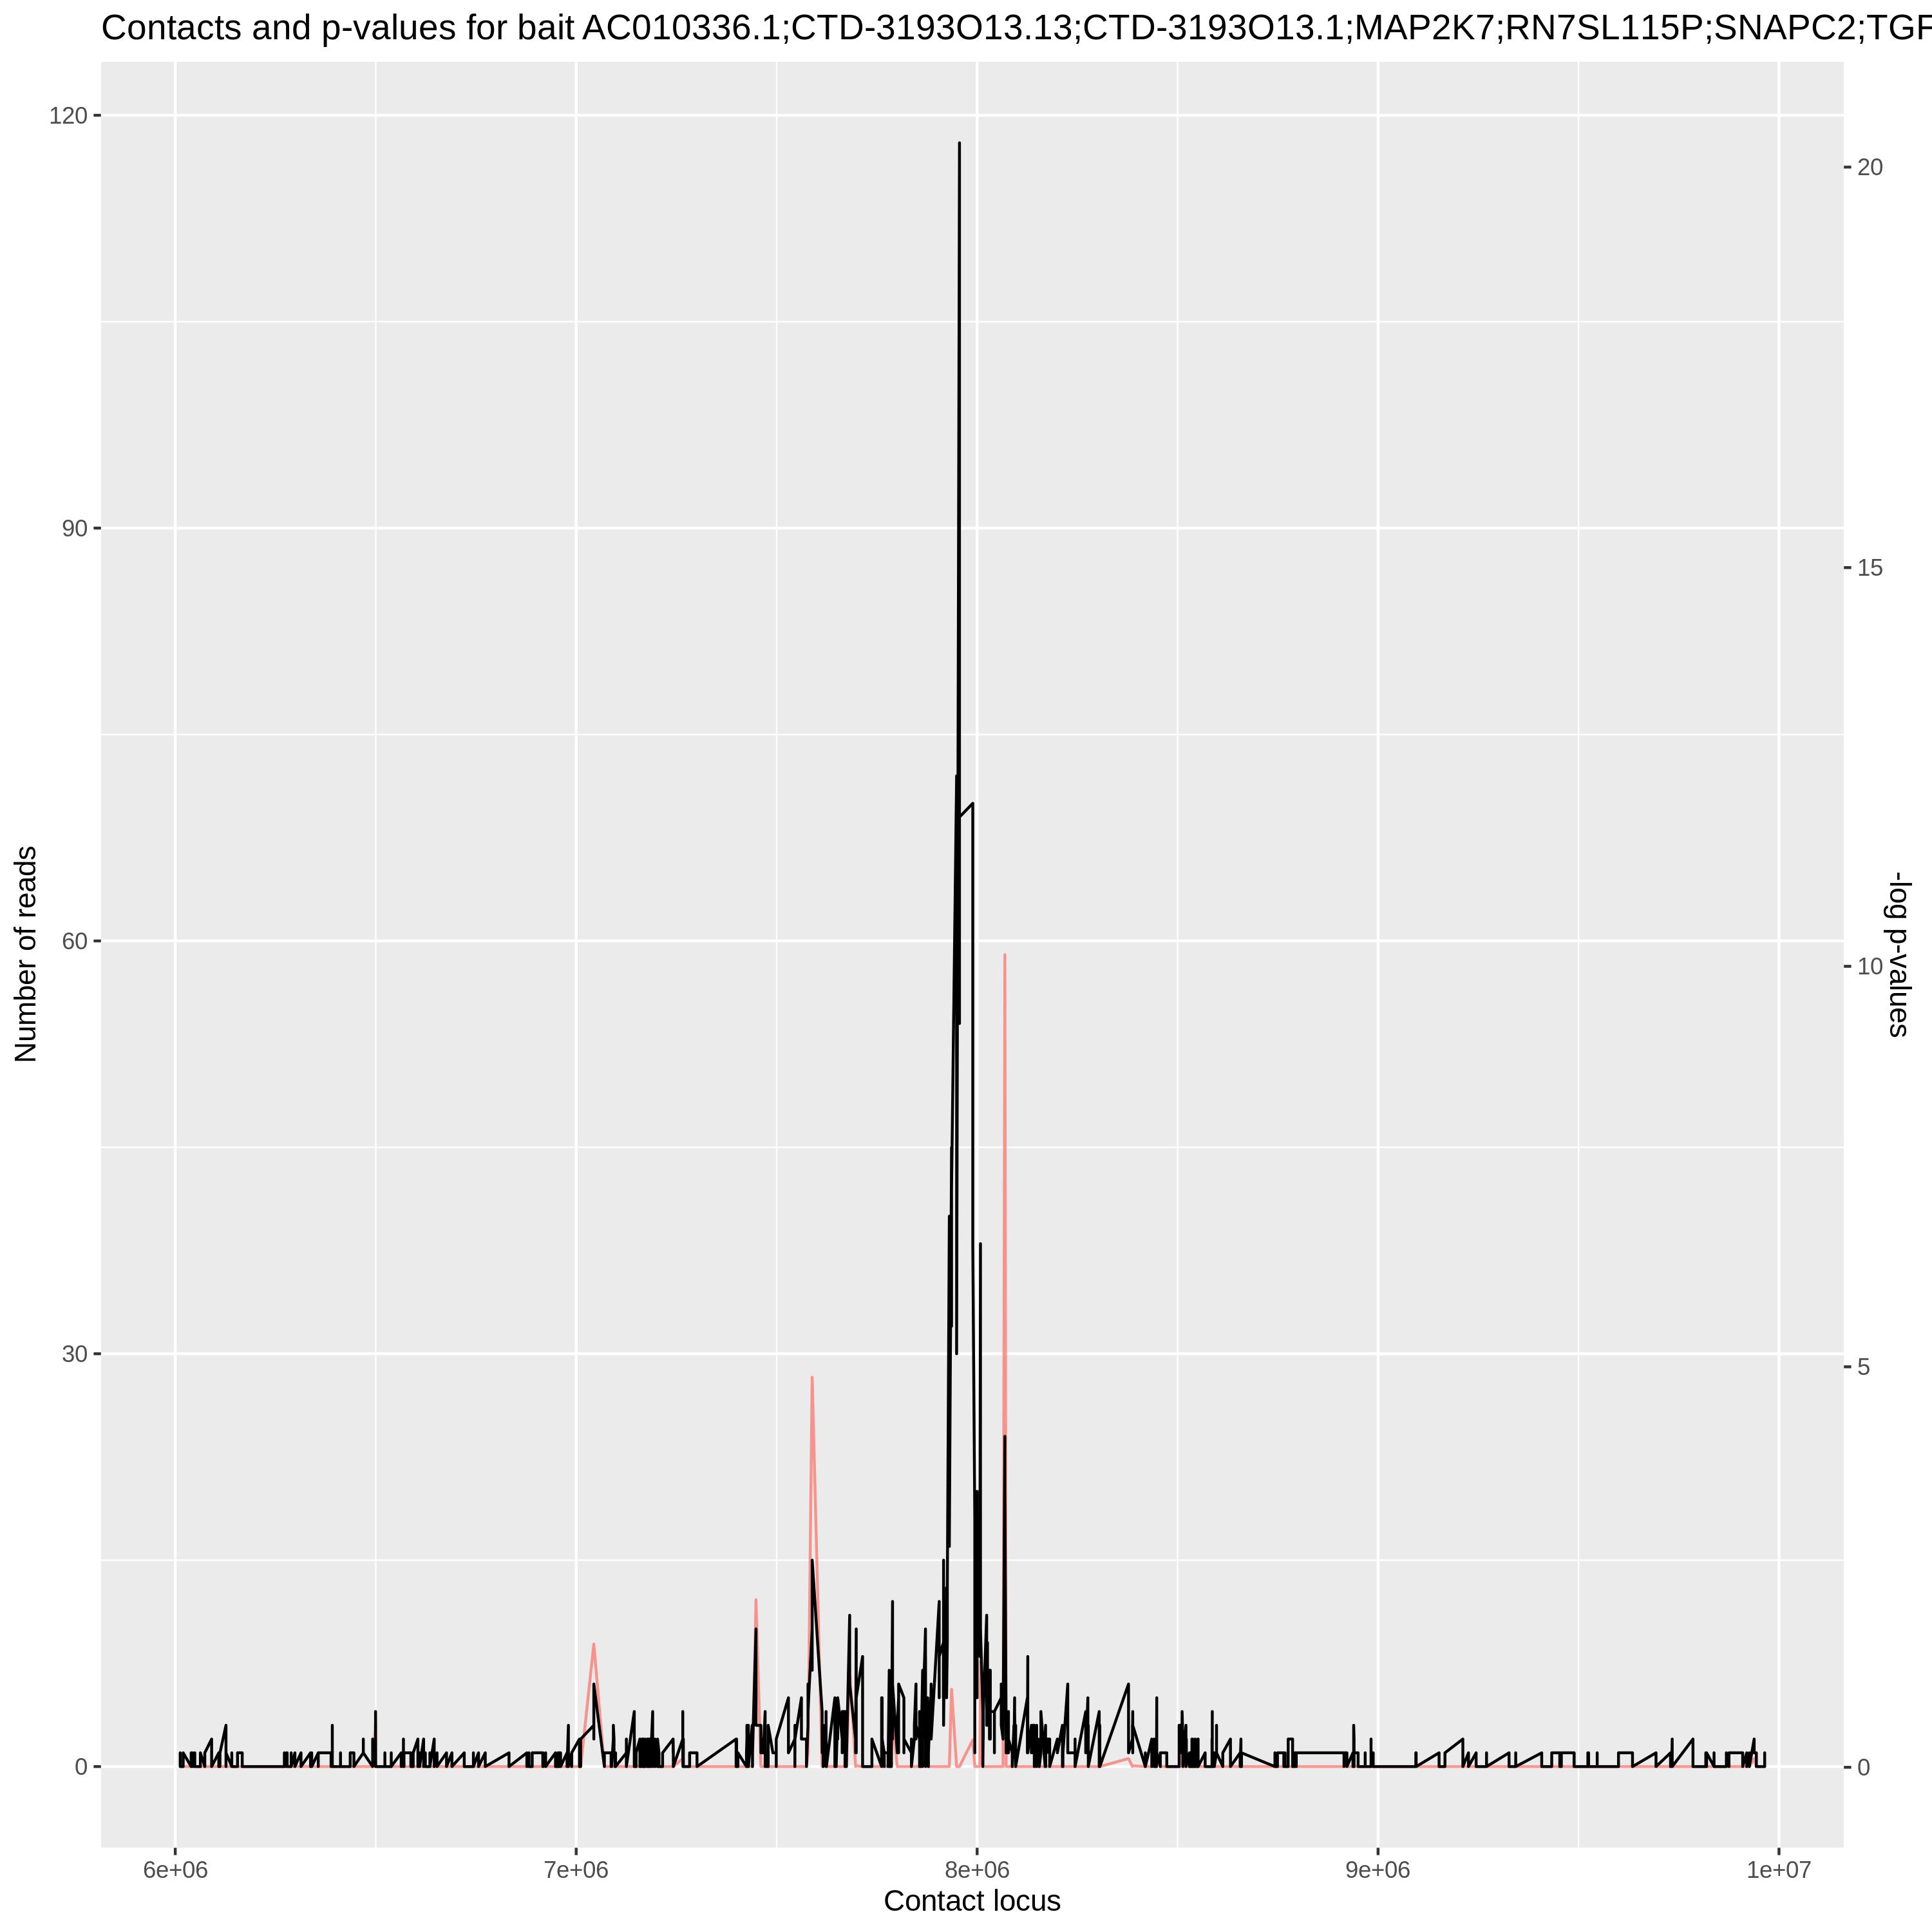 Contacts and p-values for bait AC010336.1;CTD-3193O13.13;CTD-3193O13.1;MAP2K7;RN7SL115P;SNAPC2;TGF
120
90
60
30
0
Number of reads
20
15
10
5
0
-log p-values
6e+06
7e+06
8e+06
9e+06
1e+07
Contact locus